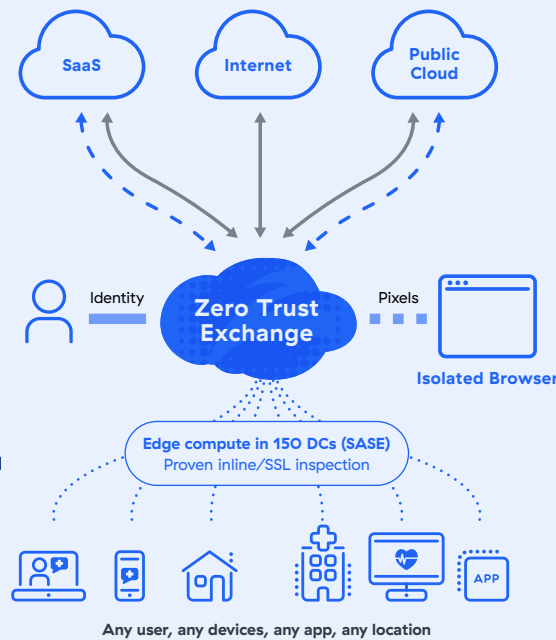 SaaS
Internet
Public
Cloud
Identity
Zero Trust
Exchange
Pixels
Isolated Browser
Edge compute in 150 DCs (SASE)
Proven inline/SSL inspection
APP
Any user, any devices, any app, any location